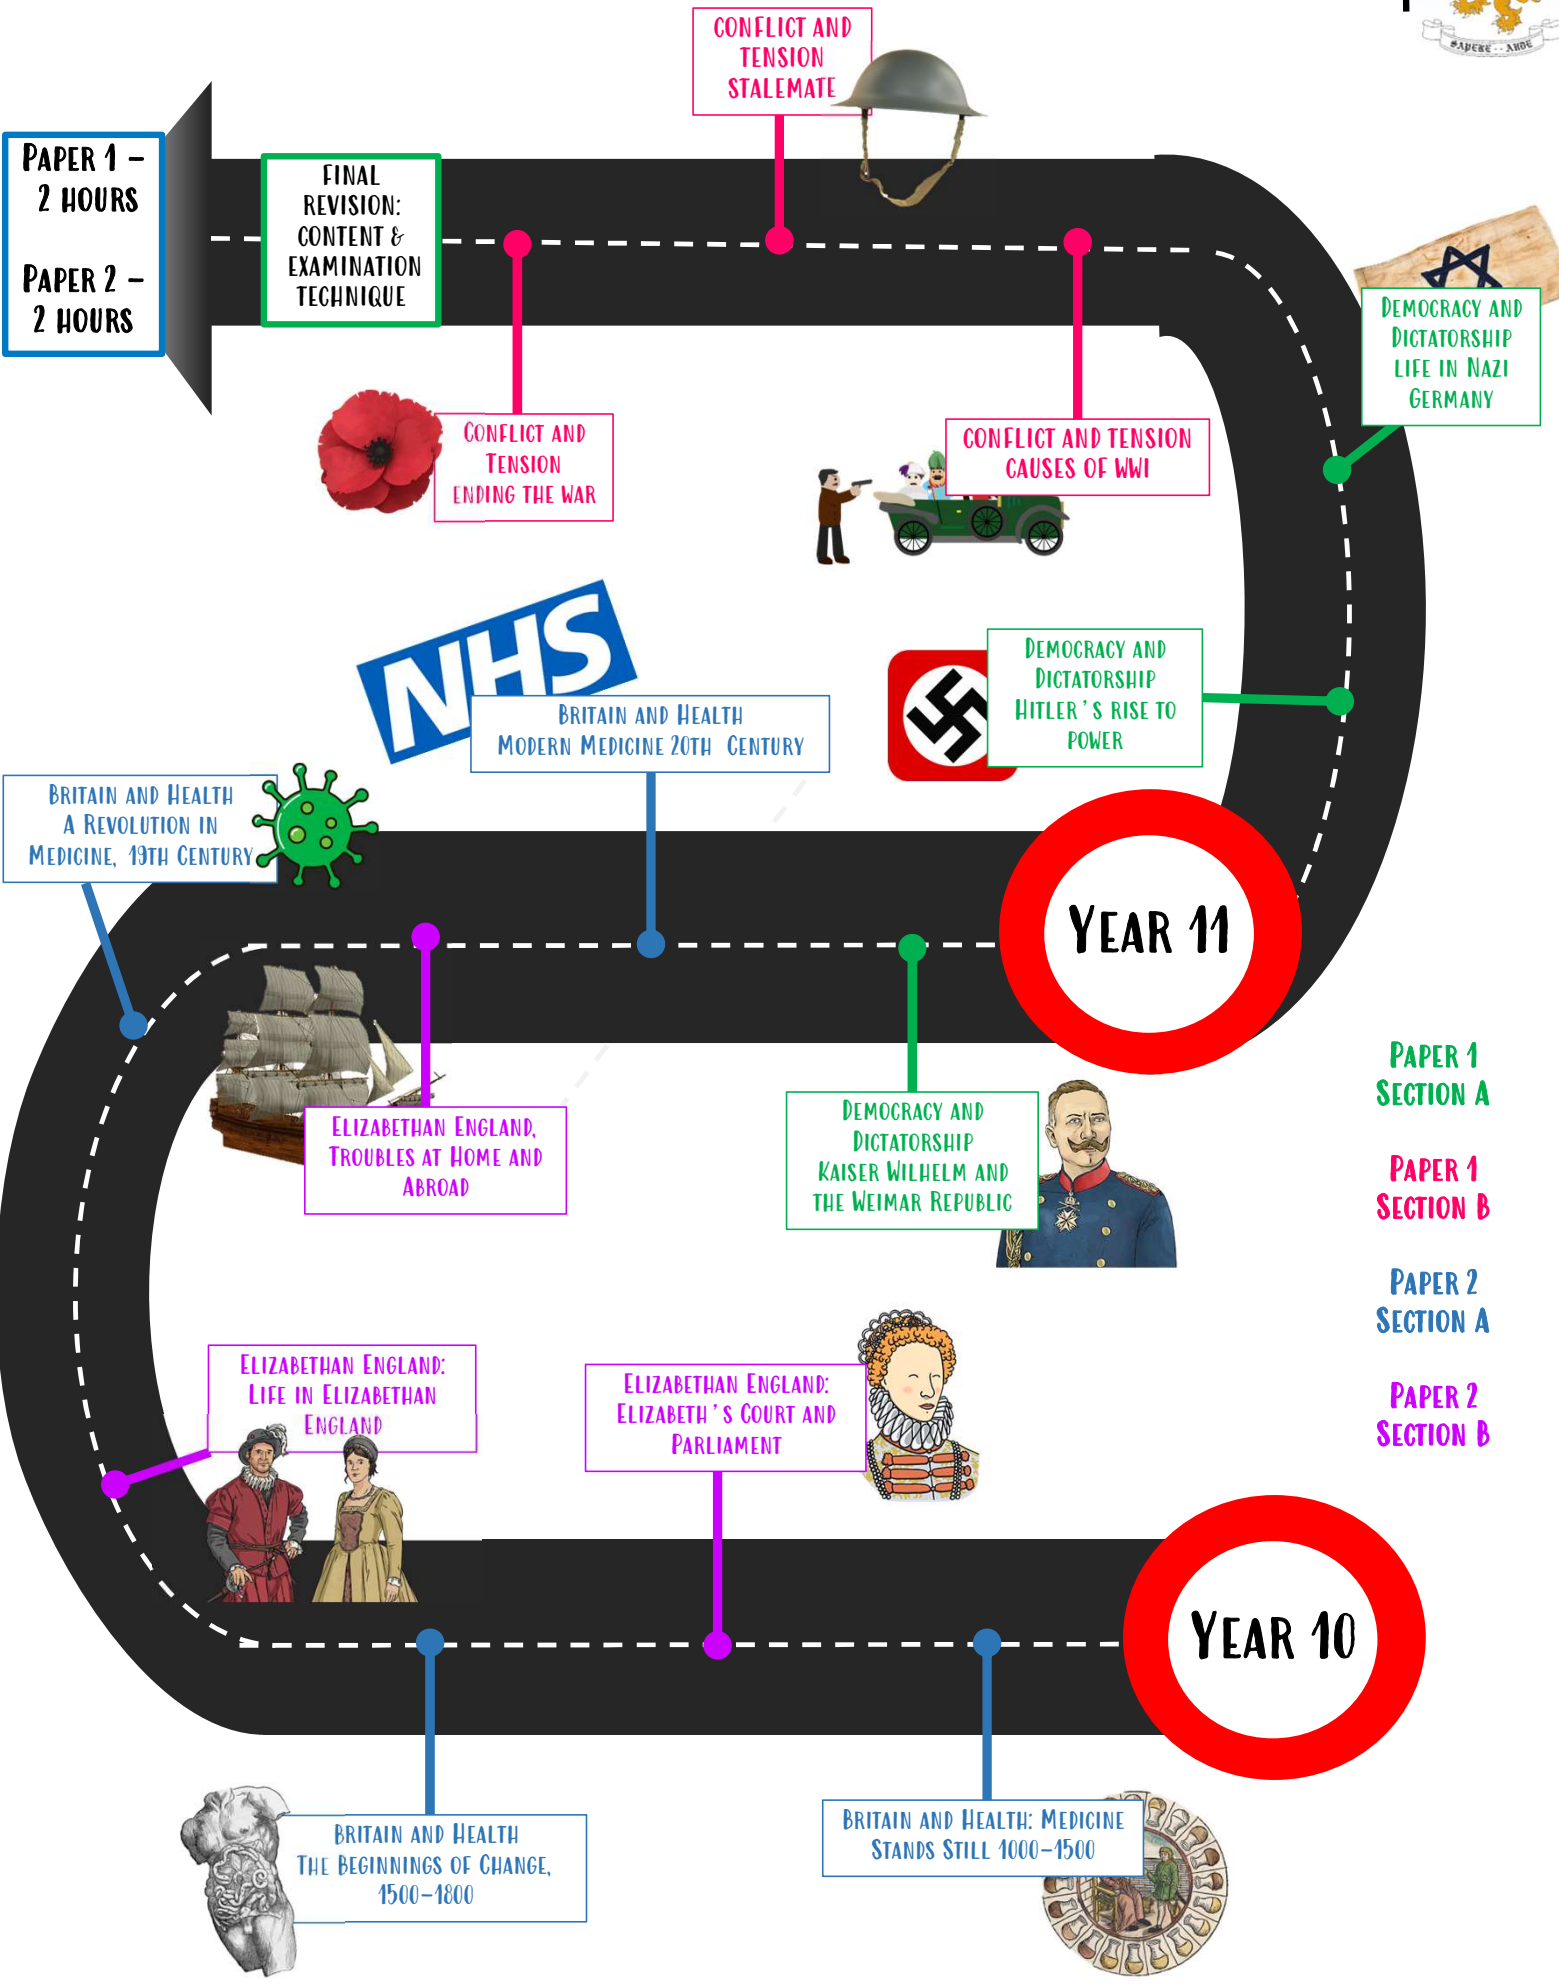 SAPERE - AUDE
CONFLICT AND
TENSION
STALEMATE
PAPER 1 –
2 HOURS
PAPER 2 –
2 HOURS
FINAL
REVISION:
CONTENT &
EXAMINATION
TECHNIQUE
DEMOCRACY AND
DICTATORSHIP
LIFE IN NAZI
GERMANY
CONFLICT AND
TENSION
ENDING THE WAR
CONFLICT AND TENSION
CAUSES OF WWI
NHS
DEMOCRACY AND
DICTATORSHIP
HITLER'S RISE TO
POWER
BRITAIN AND HEALTH
MODERN MEDICINE 20TH CENTURY
BRITAIN AND HEALTH
A REVOLUTION IN
MEDICINE, 19TH CENTURY
YEAR 11
ELIZABETHAN ENGLAND,
TROUBLES AT HOME AND
ABROAD
DEMOCRACY AND
DICTATORSHIP
KAISER WILHELM AND
THE WEIMAR REPUBLIC
PAPER 1
SECTION A
PAPER 1
SECTION B
PAPER 2
SECTION A
PAPER 2
SECTION B
ELIZABETHAN ENGLAND:
LIFE IN ELIZABETHAN
ENGLAND
ELIZABETHAN ENGLAND:
ELIZABETH'S COURT AND
PARLIAMENT
YEAR 10
BRITAIN AND HEALTH
THE BEGINNINGS OF CHANGE,
1500–1800
BRITAIN AND HEALTH: MEDICINE
STANDS STILL 1000–1500